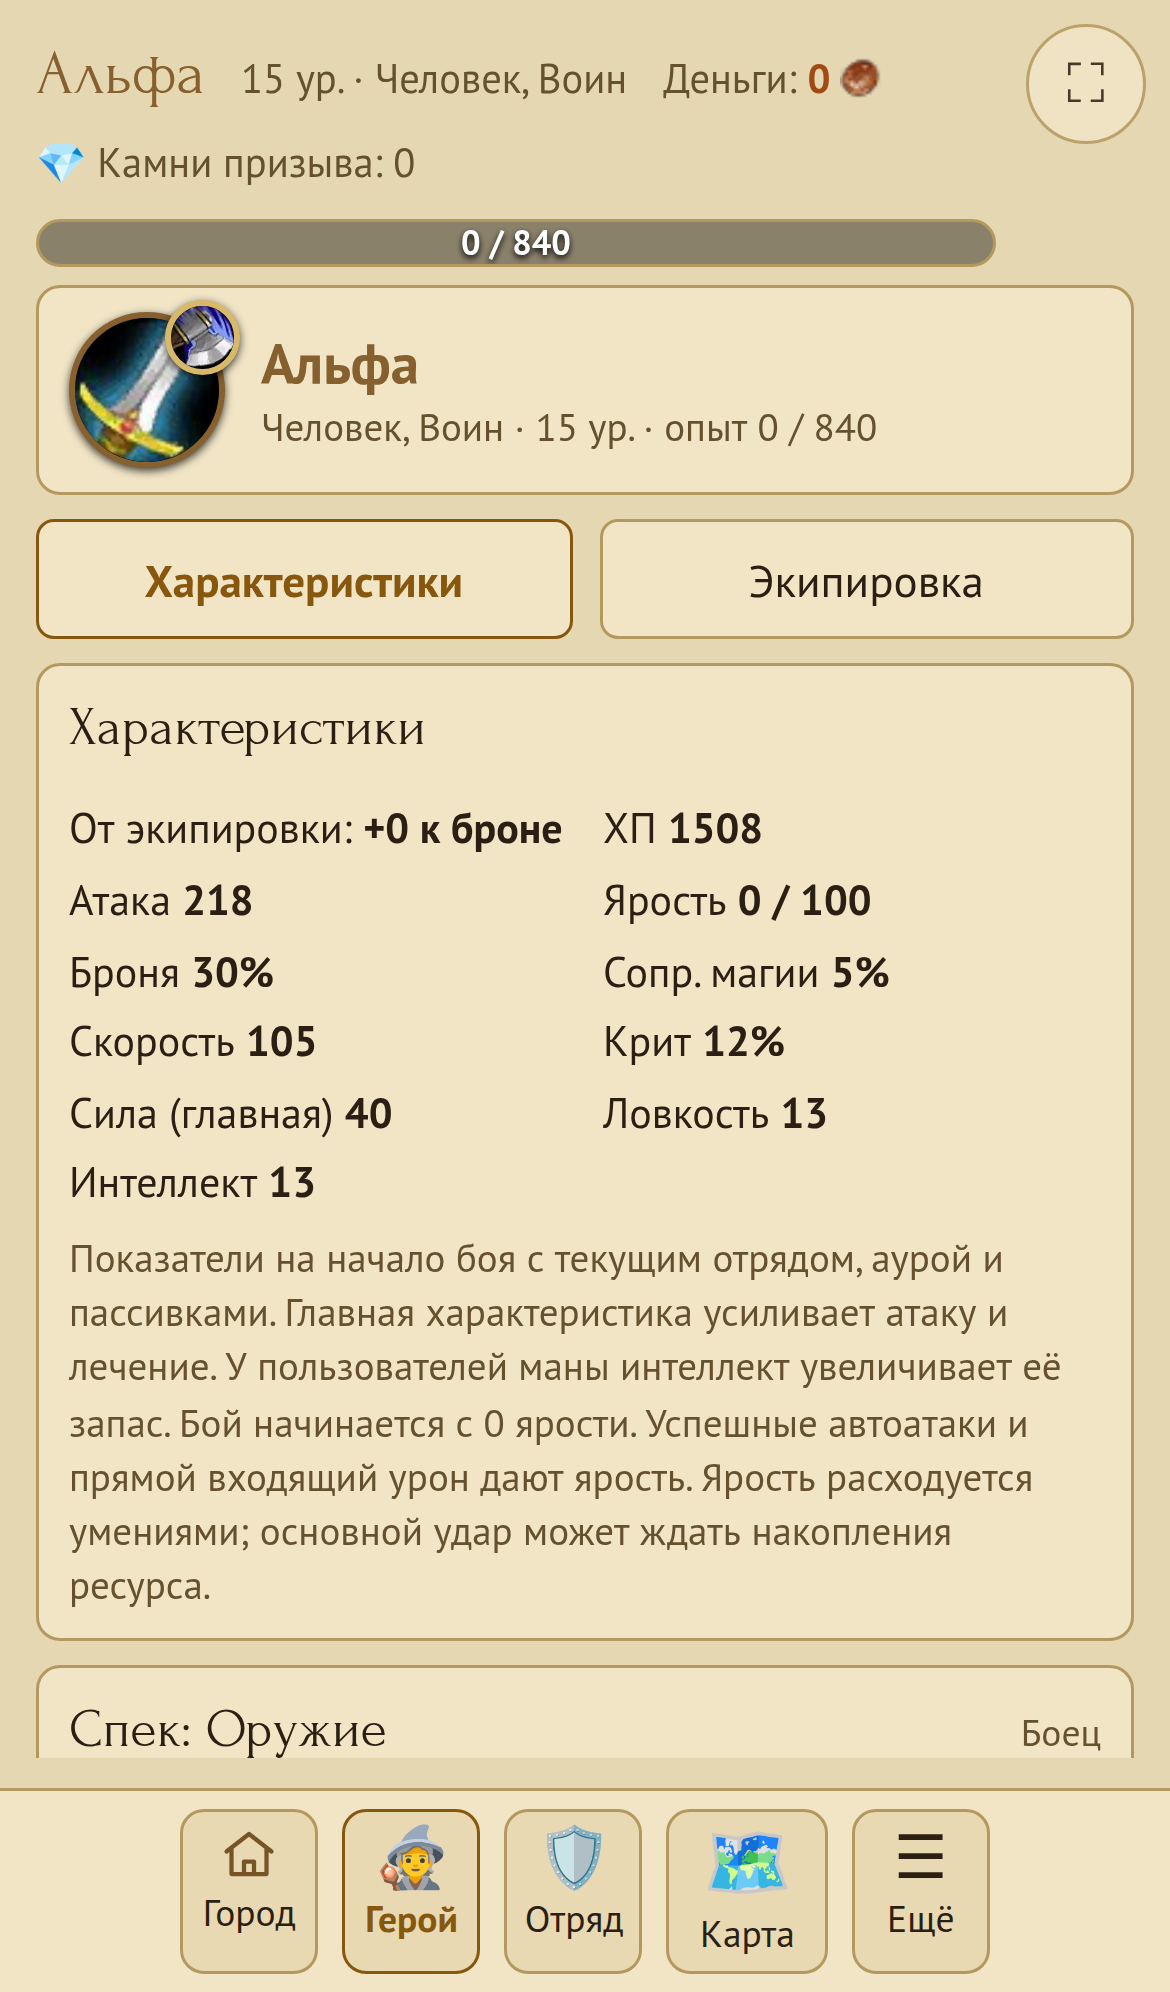 Альфа 15 ур. · Человек, Воин Деньги: 0
Камни призыва: 0
0 / 840
Альфа
Человек, Воин · 15 ур. · опыт 0 / 840
Характеристики Экипировка
Характеристики
От экипировки: +0 к броне ХП 1508
Атака 218 Ярость 0 / 100
Броня 30% Сопр. магии 5%
Скорость 105 Крит 12%
Сила (главная) 40 Ловкость 13
Интеллект 13
Показатели на начало боя с текущим отрядом, аурой и
пассивками. Главная характеристика усиливает атаку и
лечение. У пользователей маны интеллект увеличивает её
запас. Бой начинается с 0 ярости. Успешные автоатаки и
прямой входящий урон дают ярость. Ярость расходуется
умениями; основной удар может ждать накопления
ресурса.
Спек: Оружие Боец
Город Герой Отряд Карта Ещё